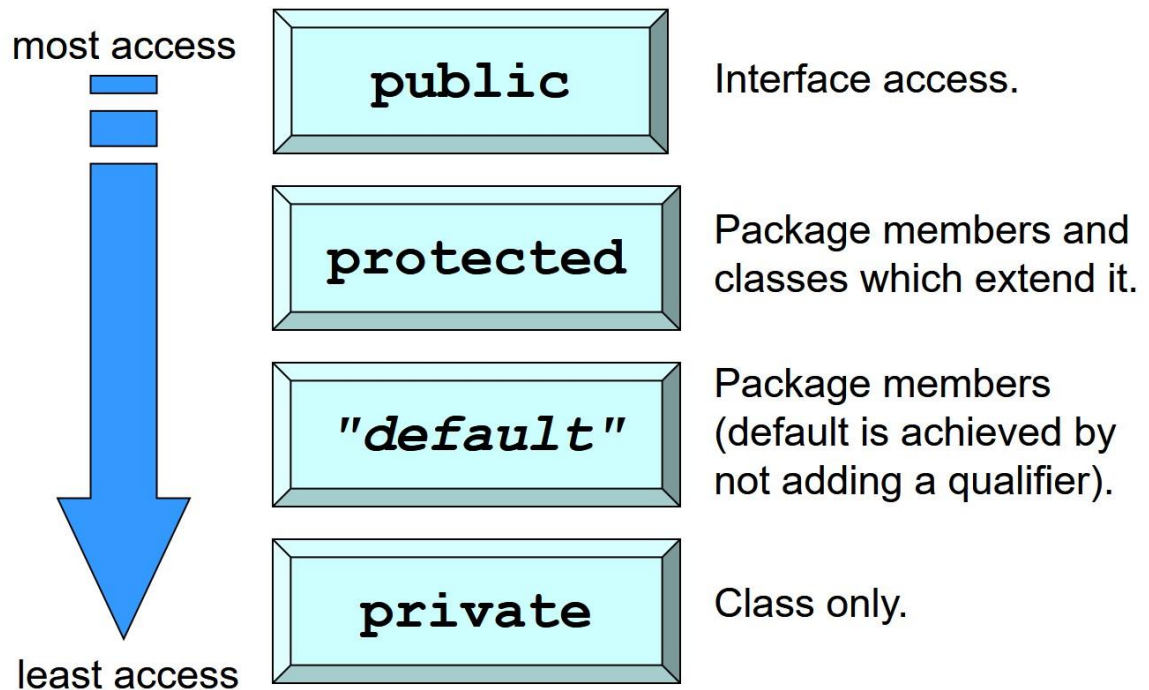 most access
public
Interface access.
protected
Package members and
classes which extend it.
"default"
Package members
(default is achieved by
not adding a qualifier).
private
Class only.
least access